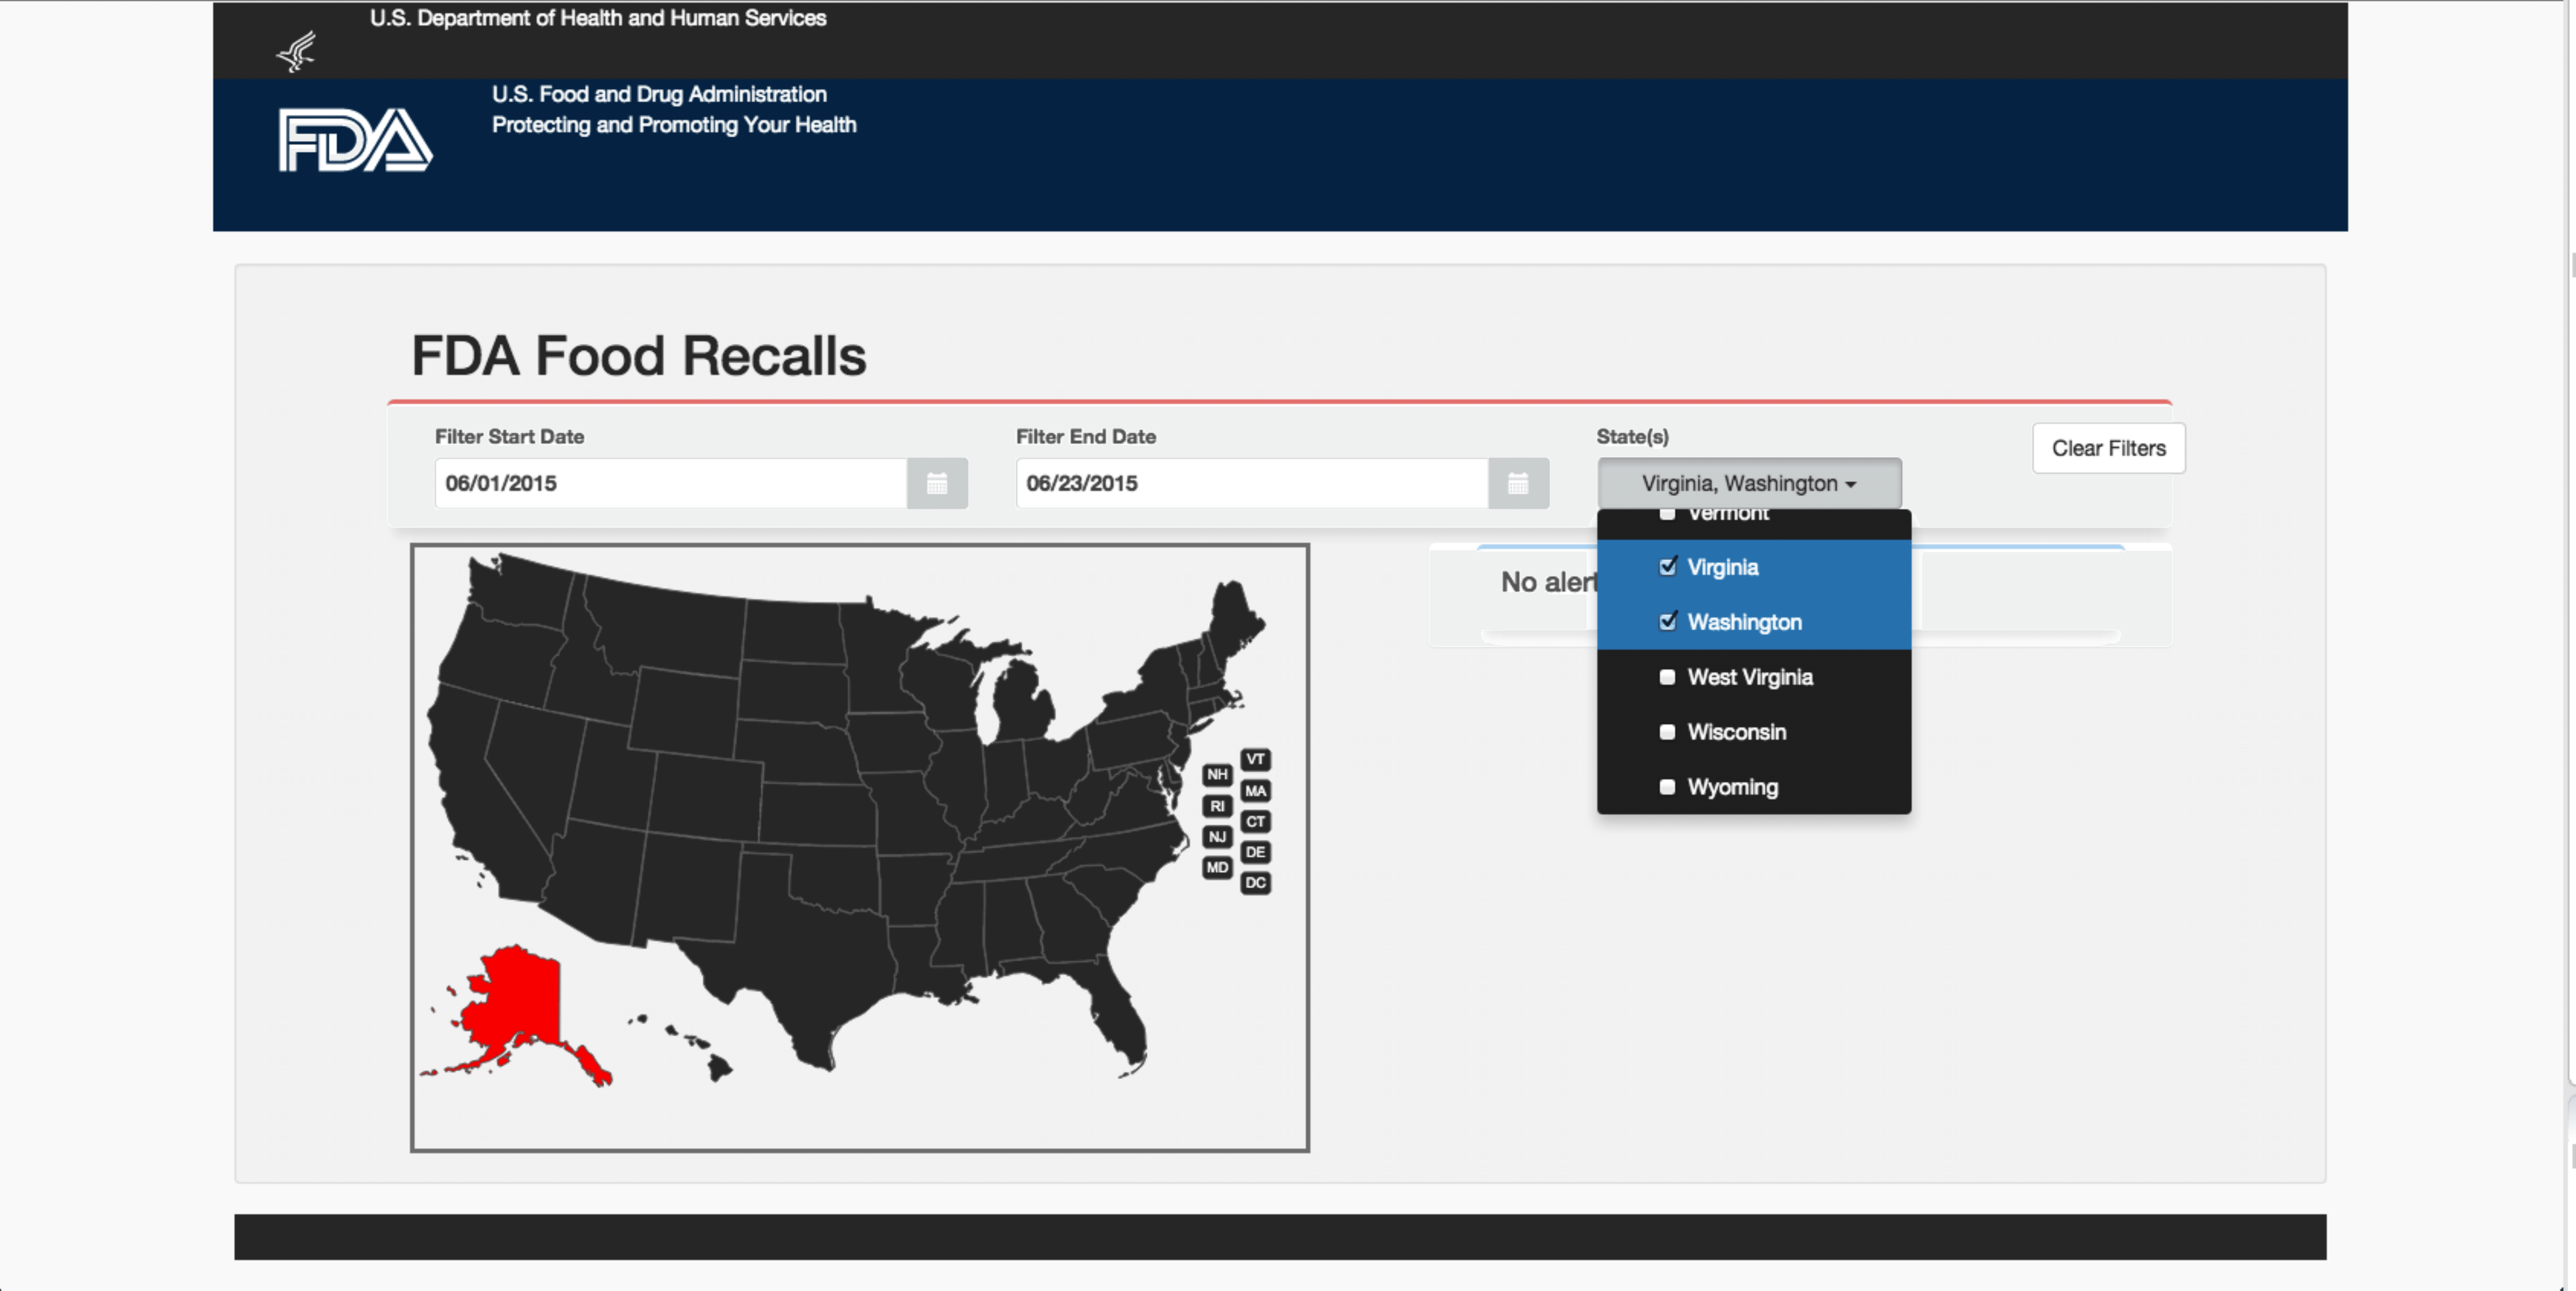 U.S. Department of Health and Human Services
FDA
U.S. Food and Drug Administration
Protecting and Promoting Your Health
FDA Food Recalls
Filter Start Date
Filter End Date
State(s)
Clear Filters
06/01/2015
06/23/2015
Virginia, Washington
Vermont
Virginia
Washington
West Virginia
Wisconsin
Wyoming
No alert
VT
NH
MA
RI
CT
NJ
DE
MD
DC